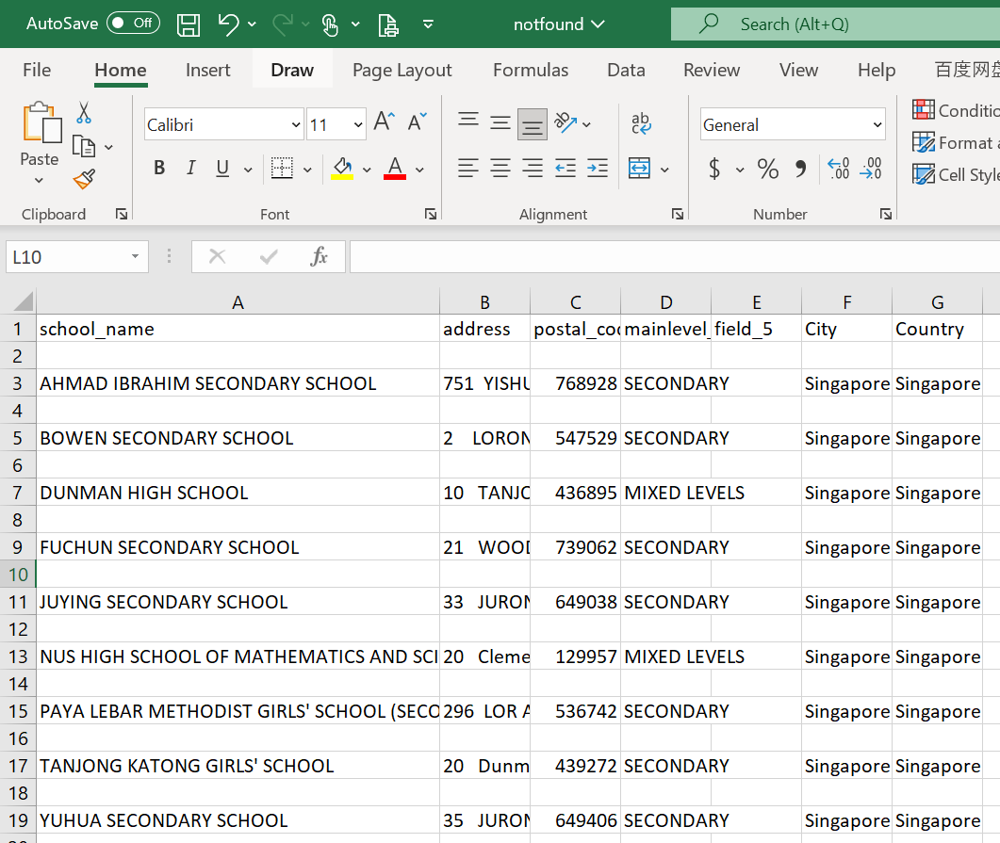 AutoSave Off notfound Search (Alt+Q)
File Home Insert Draw Page Layout Formulas Data Review View Help 百度网盘
Calibri 11 General Conditio
Paste Format a
B I U $ % Cell Style
Clipboard Font Alignment Number
L10 fx
A B C D E F G
1 school_name address postal_cod mainlevel_ field_5 City Country
2
3 AHMAD IBRAHIM SECONDARY SCHOOL 751 YISHU 768928 SECONDARY Singapore Singapore
4
5 BOWEN SECONDARY SCHOOL 2 LORON 547529 SECONDARY Singapore Singapore
6
7 DUNMAN HIGH SCHOOL 10 TANJO 436895 MIXED LEVELS Singapore Singapore
8
9 FUCHUN SECONDARY SCHOOL 21 WOOD 739062 SECONDARY Singapore Singapore
10
11 JUYING SECONDARY SCHOOL 33 JURON 649038 SECONDARY Singapore Singapore
12
13 NUS HIGH SCHOOL OF MATHEMATICS AND SCI 20 Cleme 129957 MIXED LEVELS Singapore Singapore
14
15 PAYA LEBAR METHODIST GIRLS' SCHOOL (SECO 296 LOR A 536742 SECONDARY Singapore Singapore
16
17 TANJONG KATONG GIRLS' SCHOOL 20 Dunm 439272 SECONDARY Singapore Singapore
18
19 YUHUA SECONDARY SCHOOL 35 JURON 649406 SECONDARY Singapore Singapore